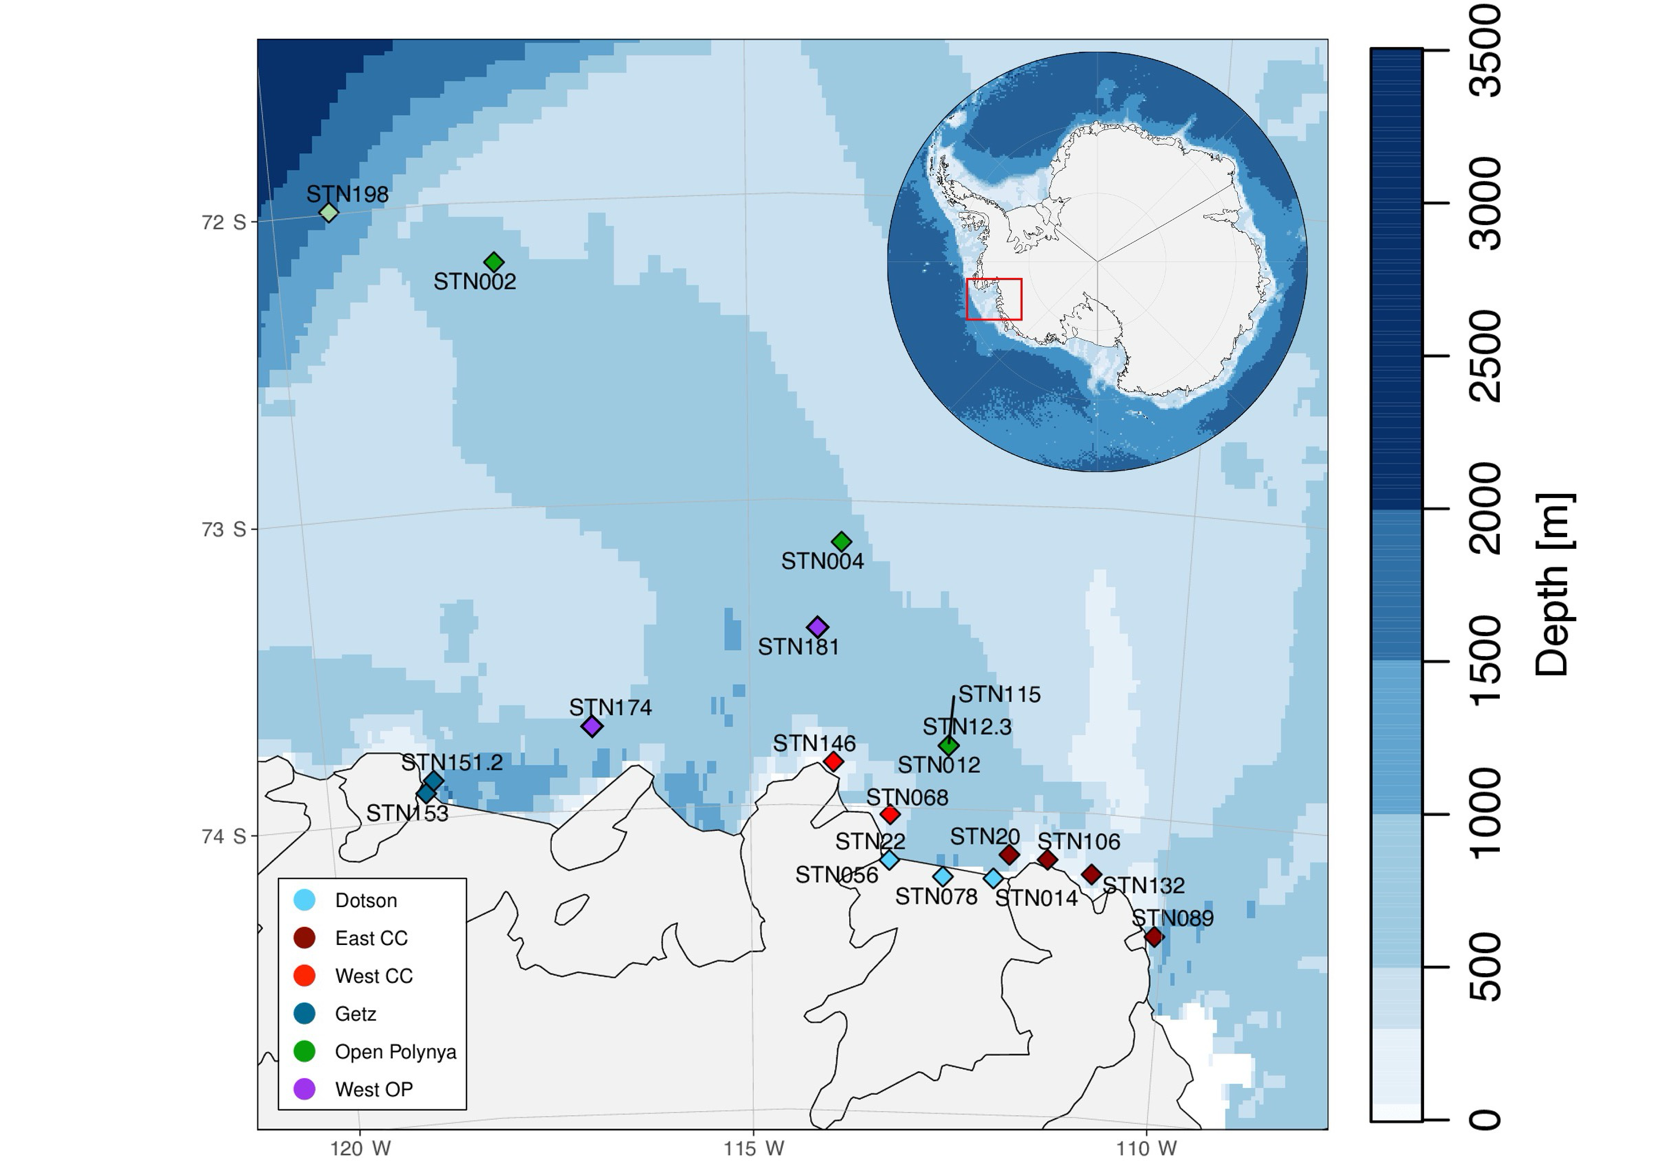 STN198
72 S
STN002
73 S
STN004
STN181
STN115
STN174
STN12.3
STN146
STN151.2
STN012
STN068
STN153
74 S
STN20
STN106
STN22
STN056
STN132
STN078
STN014
STN089
Dotson
East CC
West CC
Getz
Open Polynya
West OP
120 W
115 W
110 W
3500
3000
2500
2000
1500
1000
500
0
Depth [m]